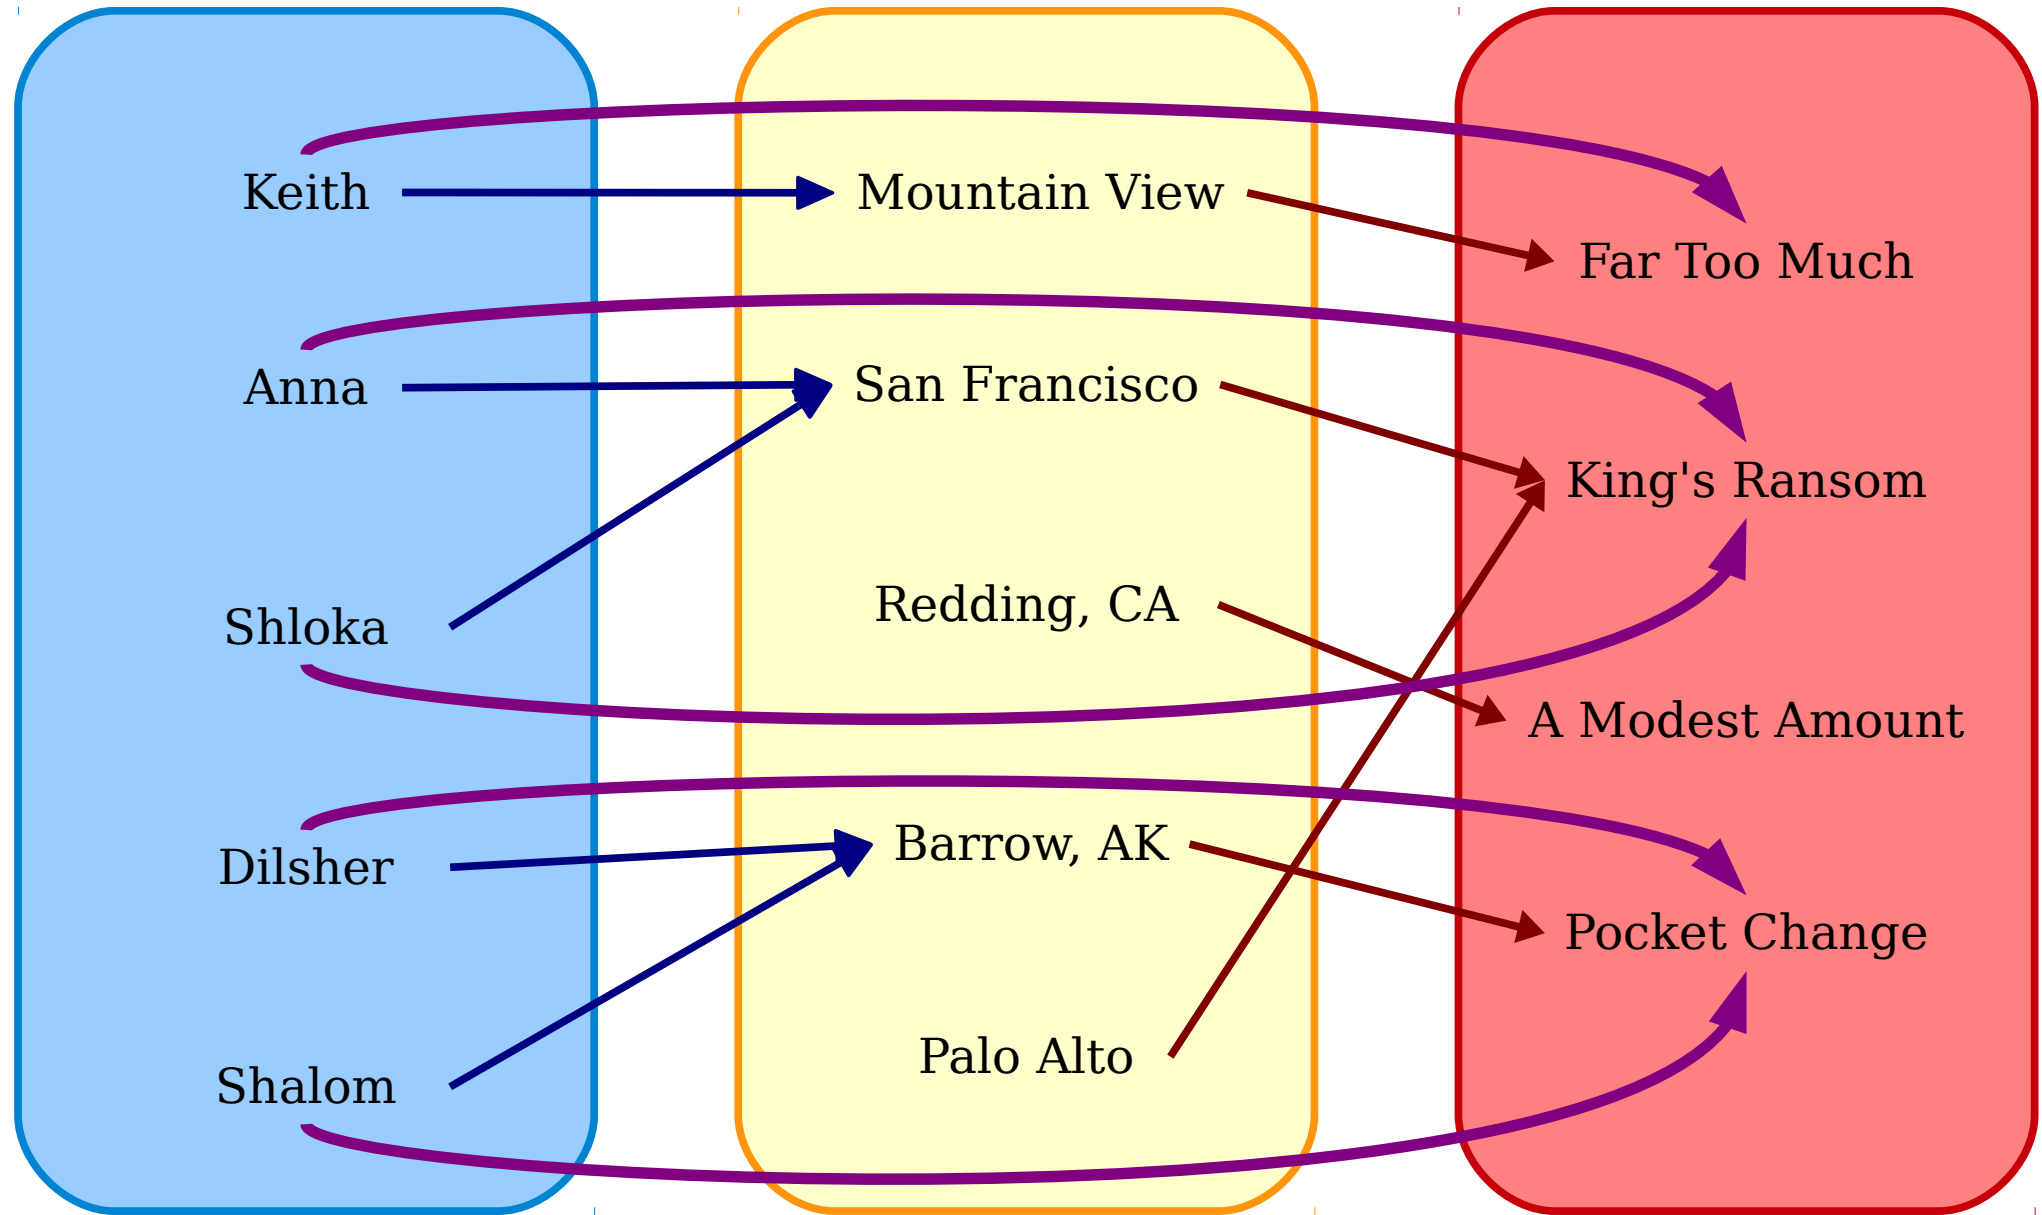 Keith
Anna
Shloka
Dilsher
Shalom
Mountain View
San Francisco
Redding, CA
Barrow, AK
Palo Alto
Far Too Much
King's Ransom
A Modest Amount
Pocket Change